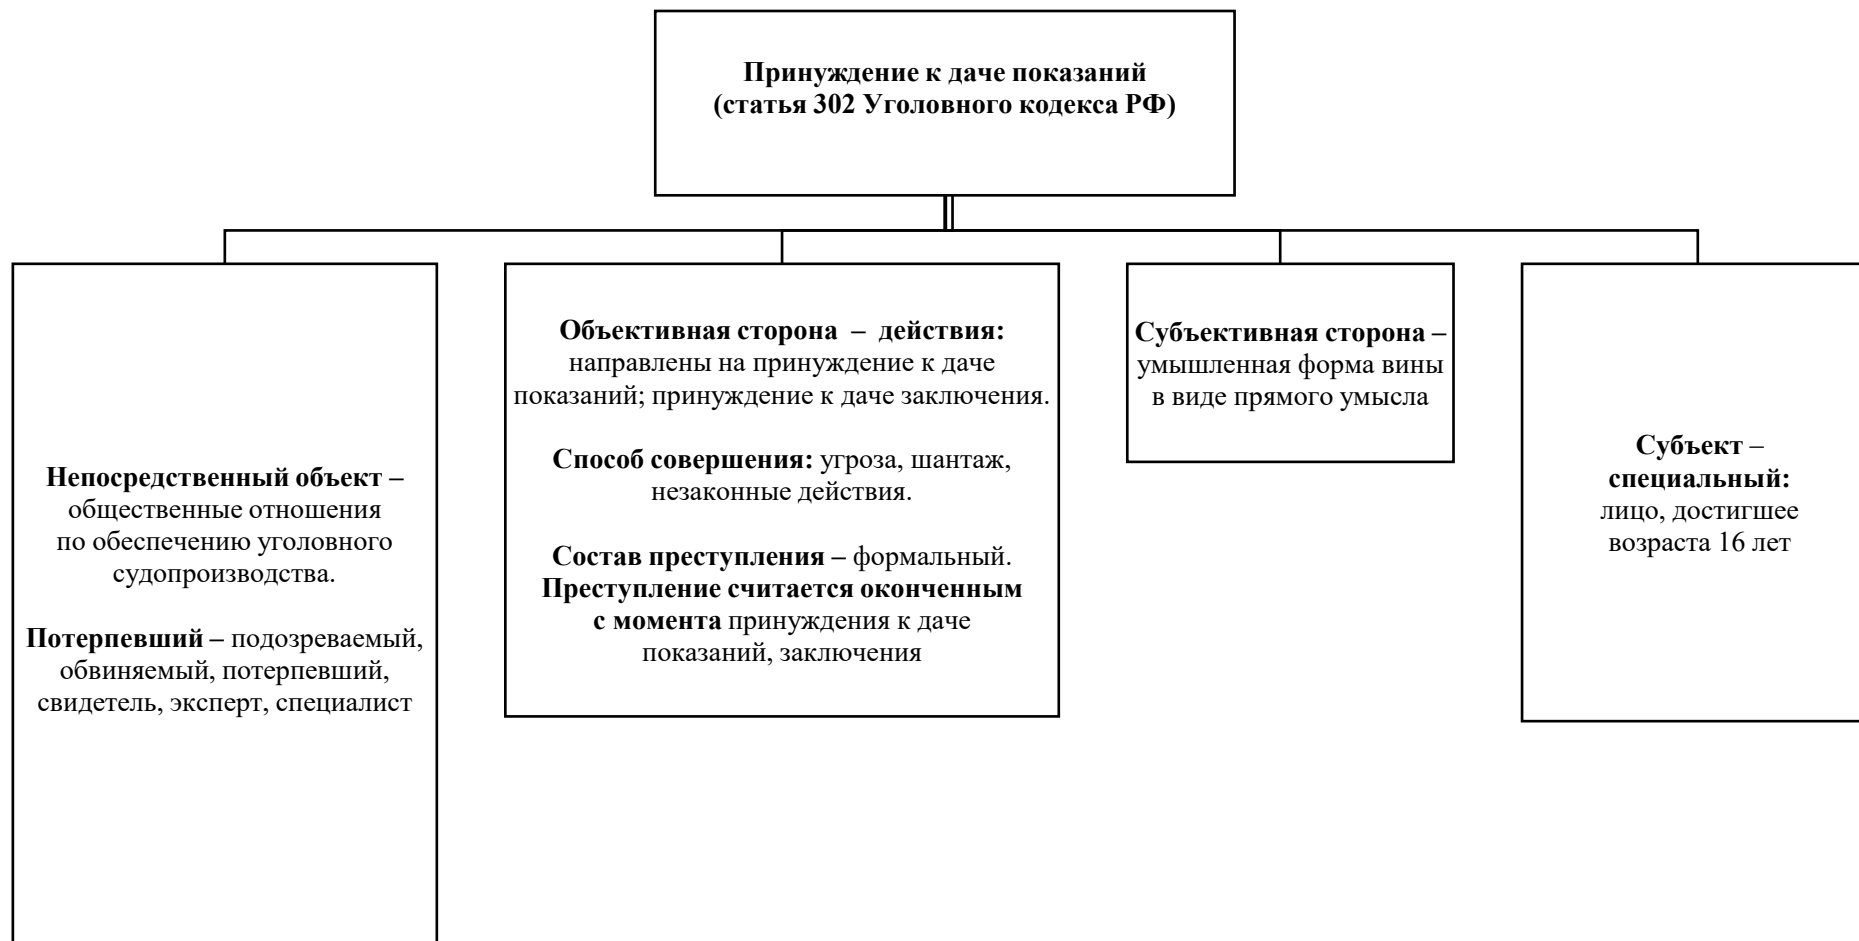 Принуждение к даче показаний
(статья 302 Уголовного кодекса РФ)
Непосредственный объект –
общественные отношения
по обеспечению уголовного
судопроизводства.
Потерпевший – подозреваемый,
обвиняемый, потерпевший,
свидетель, эксперт, специалист
Объективная сторона – действия:
направлены на принуждение к даче
показаний; принуждение к даче заключения.
Способ совершения: угроза, шантаж,
незаконные действия.
Состав преступления – формальный.
Преступление считается оконченным
с момента принуждения к даче
показаний, заключения
Субъективная сторона –
умышленная форма вины
в виде прямого умысла
Субъект –
специальный:
лицо, достигшее
возраста 16 лет